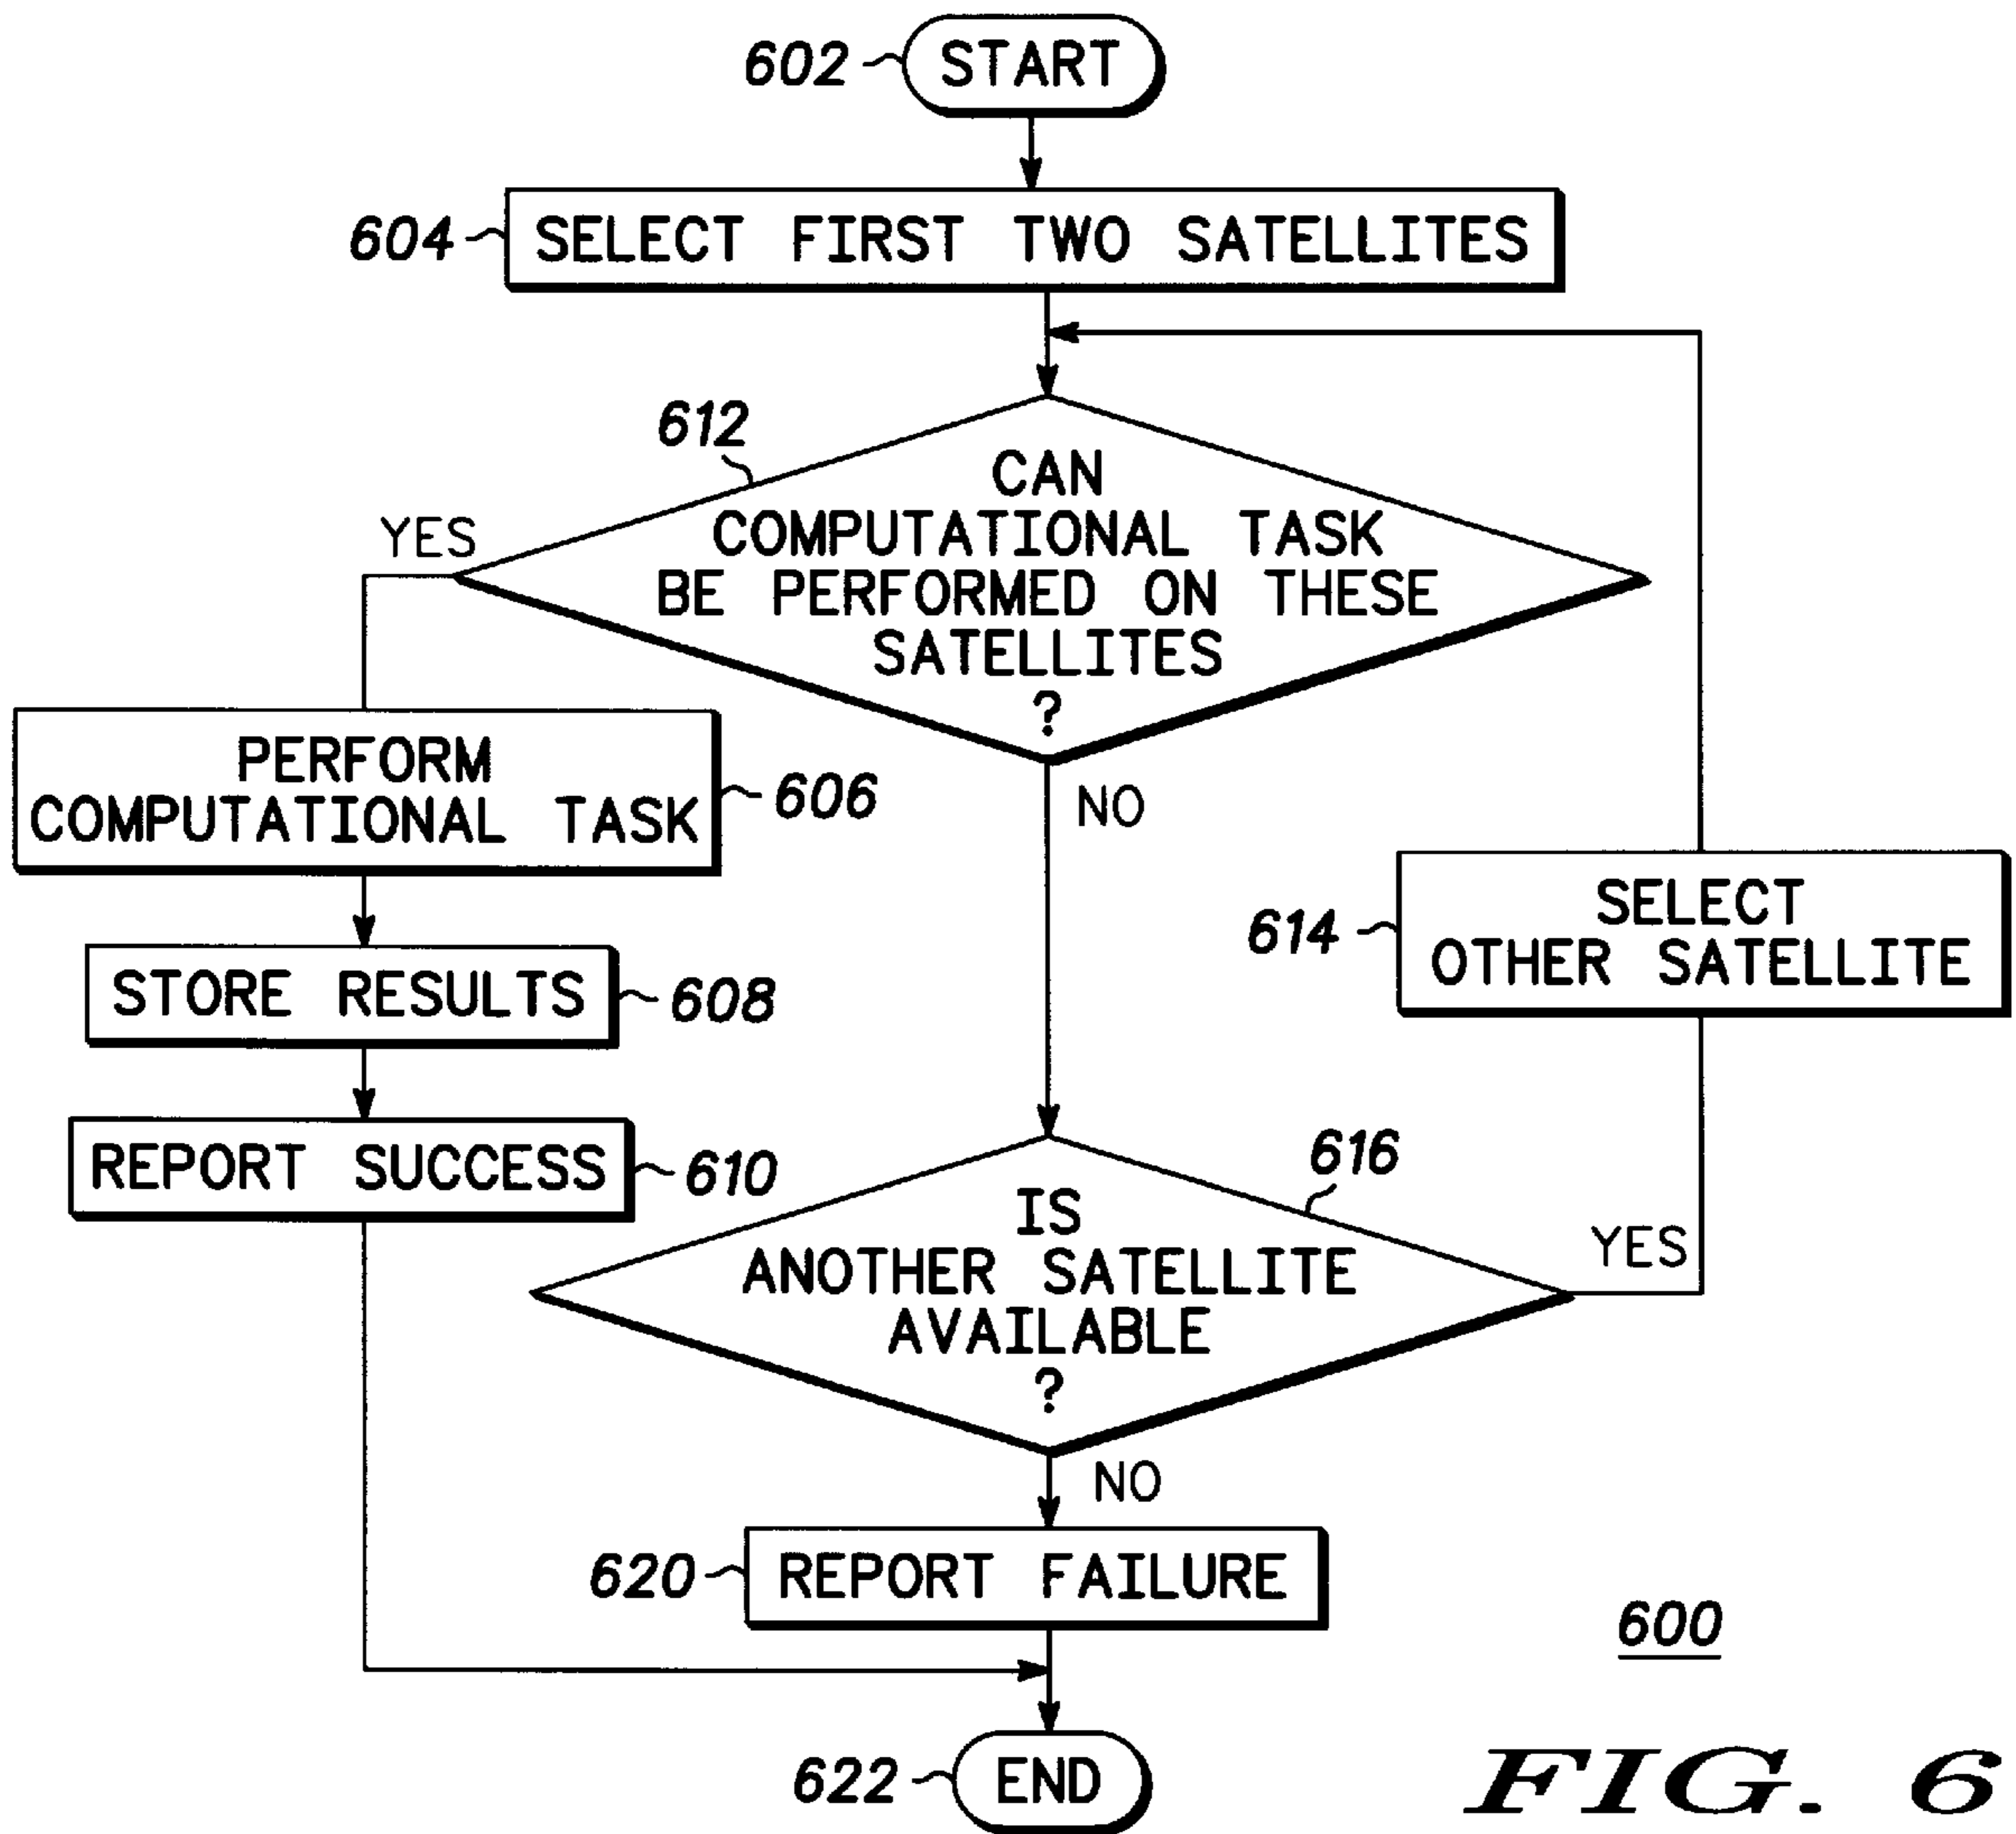 602
START
604
SELECT FIRST TWO SATELLITES
612
CAN
COMPUTATIONAL TASK
BE PERFORMED ON THESE
SATELLITES
?
YES
NO
PERFORM
COMPUTATIONAL TASK
606
STORE RESULTS
608
REPORT SUCCESS
610
614
SELECT
OTHER SATELLITE
616
IS
ANOTHER SATELLITE
AVAILABLE
?
YES
NO
620
REPORT FAILURE
622
END
600
FIG. 6